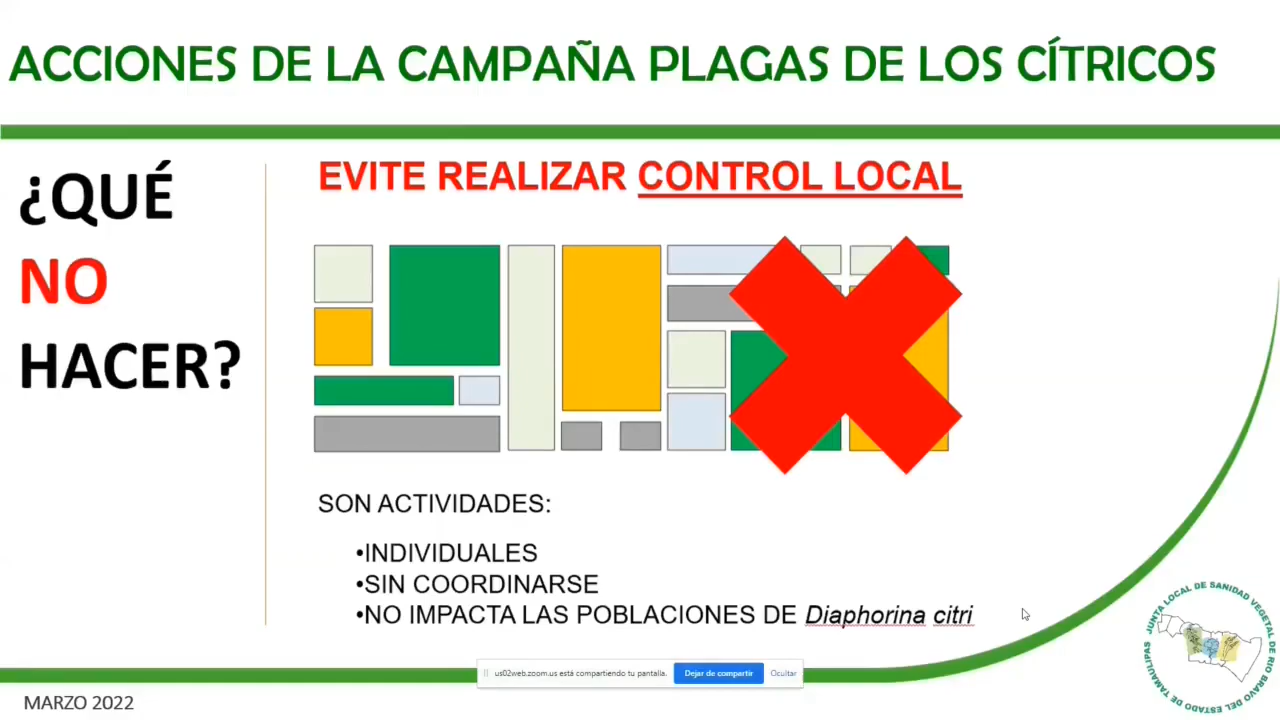 ACCIONES DE LA CAMPAÑA PLAGAS DE LOS CÍTRICOS
¿QUÉ
NO
HACER?
EVITE REALIZAR CONTROL LOCAL
SON ACTIVIDADES:
•INDIVIDUALES
•SIN COORDINARSE
•NO IMPACTA LAS POBLACIONES DE Diaphorina citri
us02web.zoom.us está compartiendo tu pantalla.
Dejar de compartir
Ocultar
JUNTA LOCAL DE SANIDAD VEGETAL DE RIO BRAVO DEL ESTADO DE TAMAULIPAS
MARZO 2022